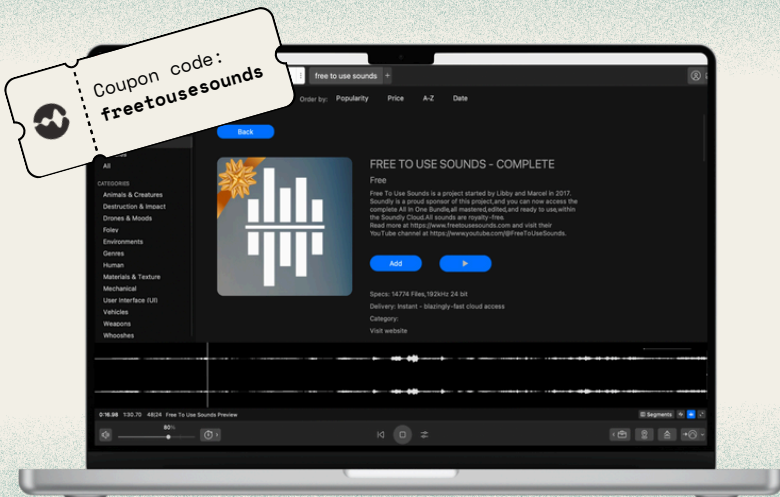 Coupon code:
freetousesounds
free to use sounds +
Order by: Popularity Price A-Z Date
Back
All
CATEGORIES
Animals & Creatures
Destruction & Impact
Drones & Moods
Foley
Environments
Genres
Human
Materials & Texture
Mechanical
User Interface (UI)
Vehicles
Weapons
Whooshes
FREE TO USE SOUNDS - COMPLETE
Free
Free To Use Sounds is a project started by Libby and Marcel in 2017.
Soundly is a proud sponsor of this project,and you can now access the
complete All In One Bundle,all mastered,edited,and ready to use,within
the Soundly Cloud.All sounds are royalty-free.
Read more at https://www.freetousesounds.com and visit their
YouTube channel at https://www.youtube.com/@FreeToUseSounds.
Add
Specs: 14774 Files,192kHz 24 bit
Delivery: Instant - blazingly-fast cloud access
Category:
Visit website
0:16.98 1:30.70 48|24 Free To Use Sounds Preview
Segments
80%